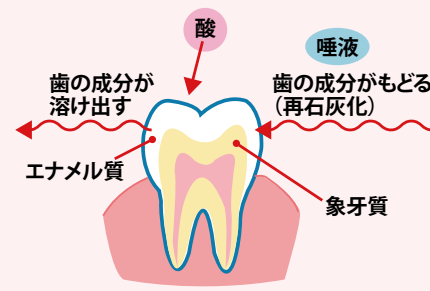 酸
唾液
歯の成分が
溶け出す
歯の成分がもどる
（再石灰化）
エナメル質
象牙質